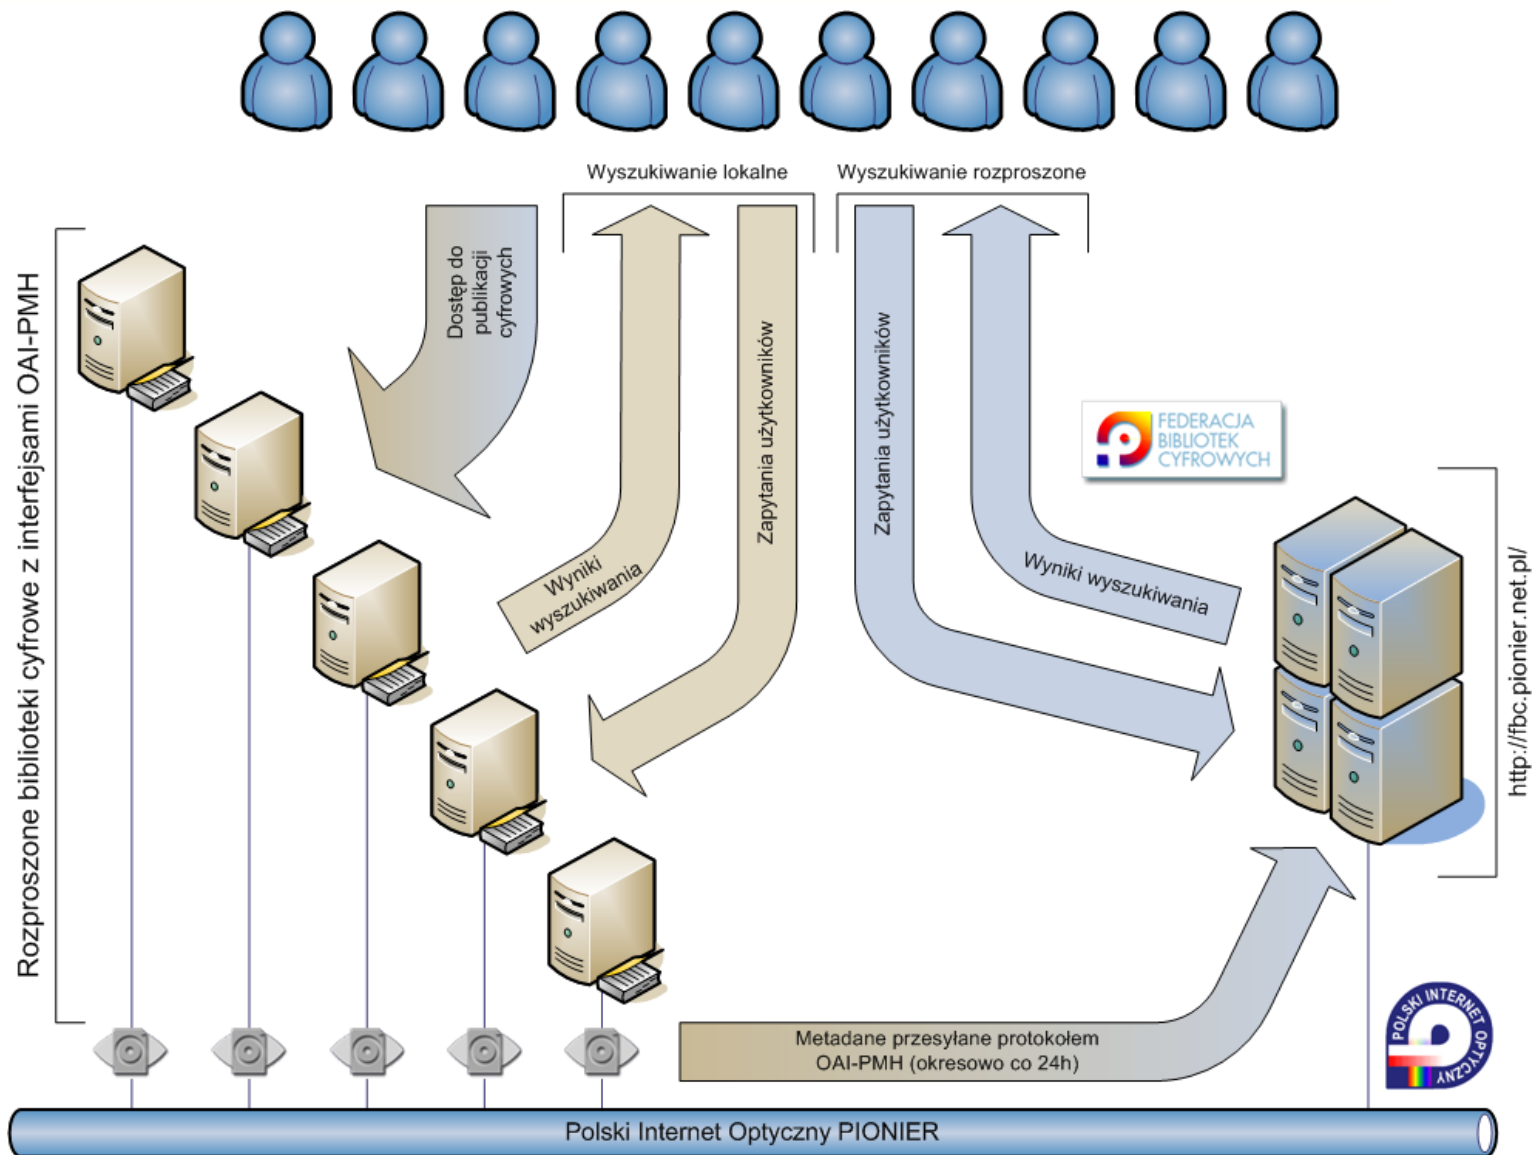 Wyszukiwanie lokalne
Wyszukiwanie rozproszone
Rozproszone biblioteki cyfrowe z interfejsami OAI-PMH
Dostęp do
publikacji
cyfrowych
Wyniki
wyszukiwania
Zapytania użytkowników
Zapytania użytkowników
Wyniki wyszukiwania
FEDERACJA
BIBLIOTEK
CYFROWYCH
http://fbc.pionier.net.pl/
Metadane przesyłane protokołem
OAI-PMH (okresowo co 24h)
POLSKI INTERNET OPTYCZNY
Polski Internet Optyczny PIONIER